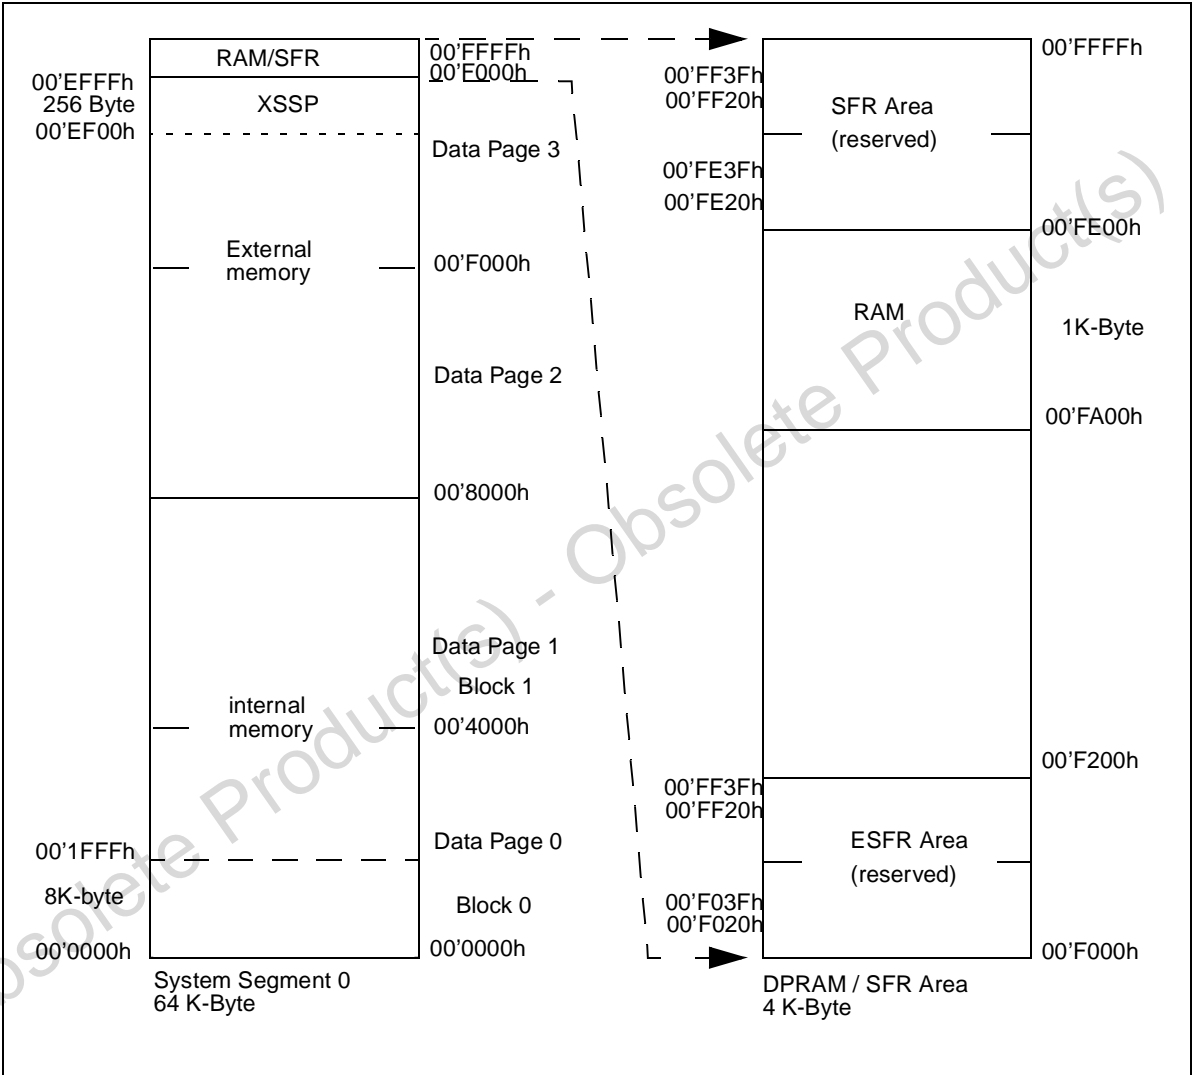 RAM/SFR
00'FFFFh
00'F000h
00'EFFFh
256 Byte
00'EF00h
XSSP
Data Page 3
External
memory
00'F000h
Data Page 2
00'8000h
Data Page 1
Block 1
internal
memory
00'4000h
00'1FFFh
Data Page 0
8K-byte
Block 0
00'0000h
00'0000h
System Segment 0
64 K-Byte
00'FFFFh
00'FF3Fh
00'FF20h
SFR Area
(reserved)
00'FE3Fh
00'FE20h
00'FE00h
RAM
1K-Byte
00'FA00h
00'F200h
00'FF3Fh
00'FF20h
ESFR Area
(reserved)
00'F03Fh
00'F020h
00'F000h
DPRAM / SFR Area
4 K-Byte
bsolete Product(s) - Obsolete Product(s)